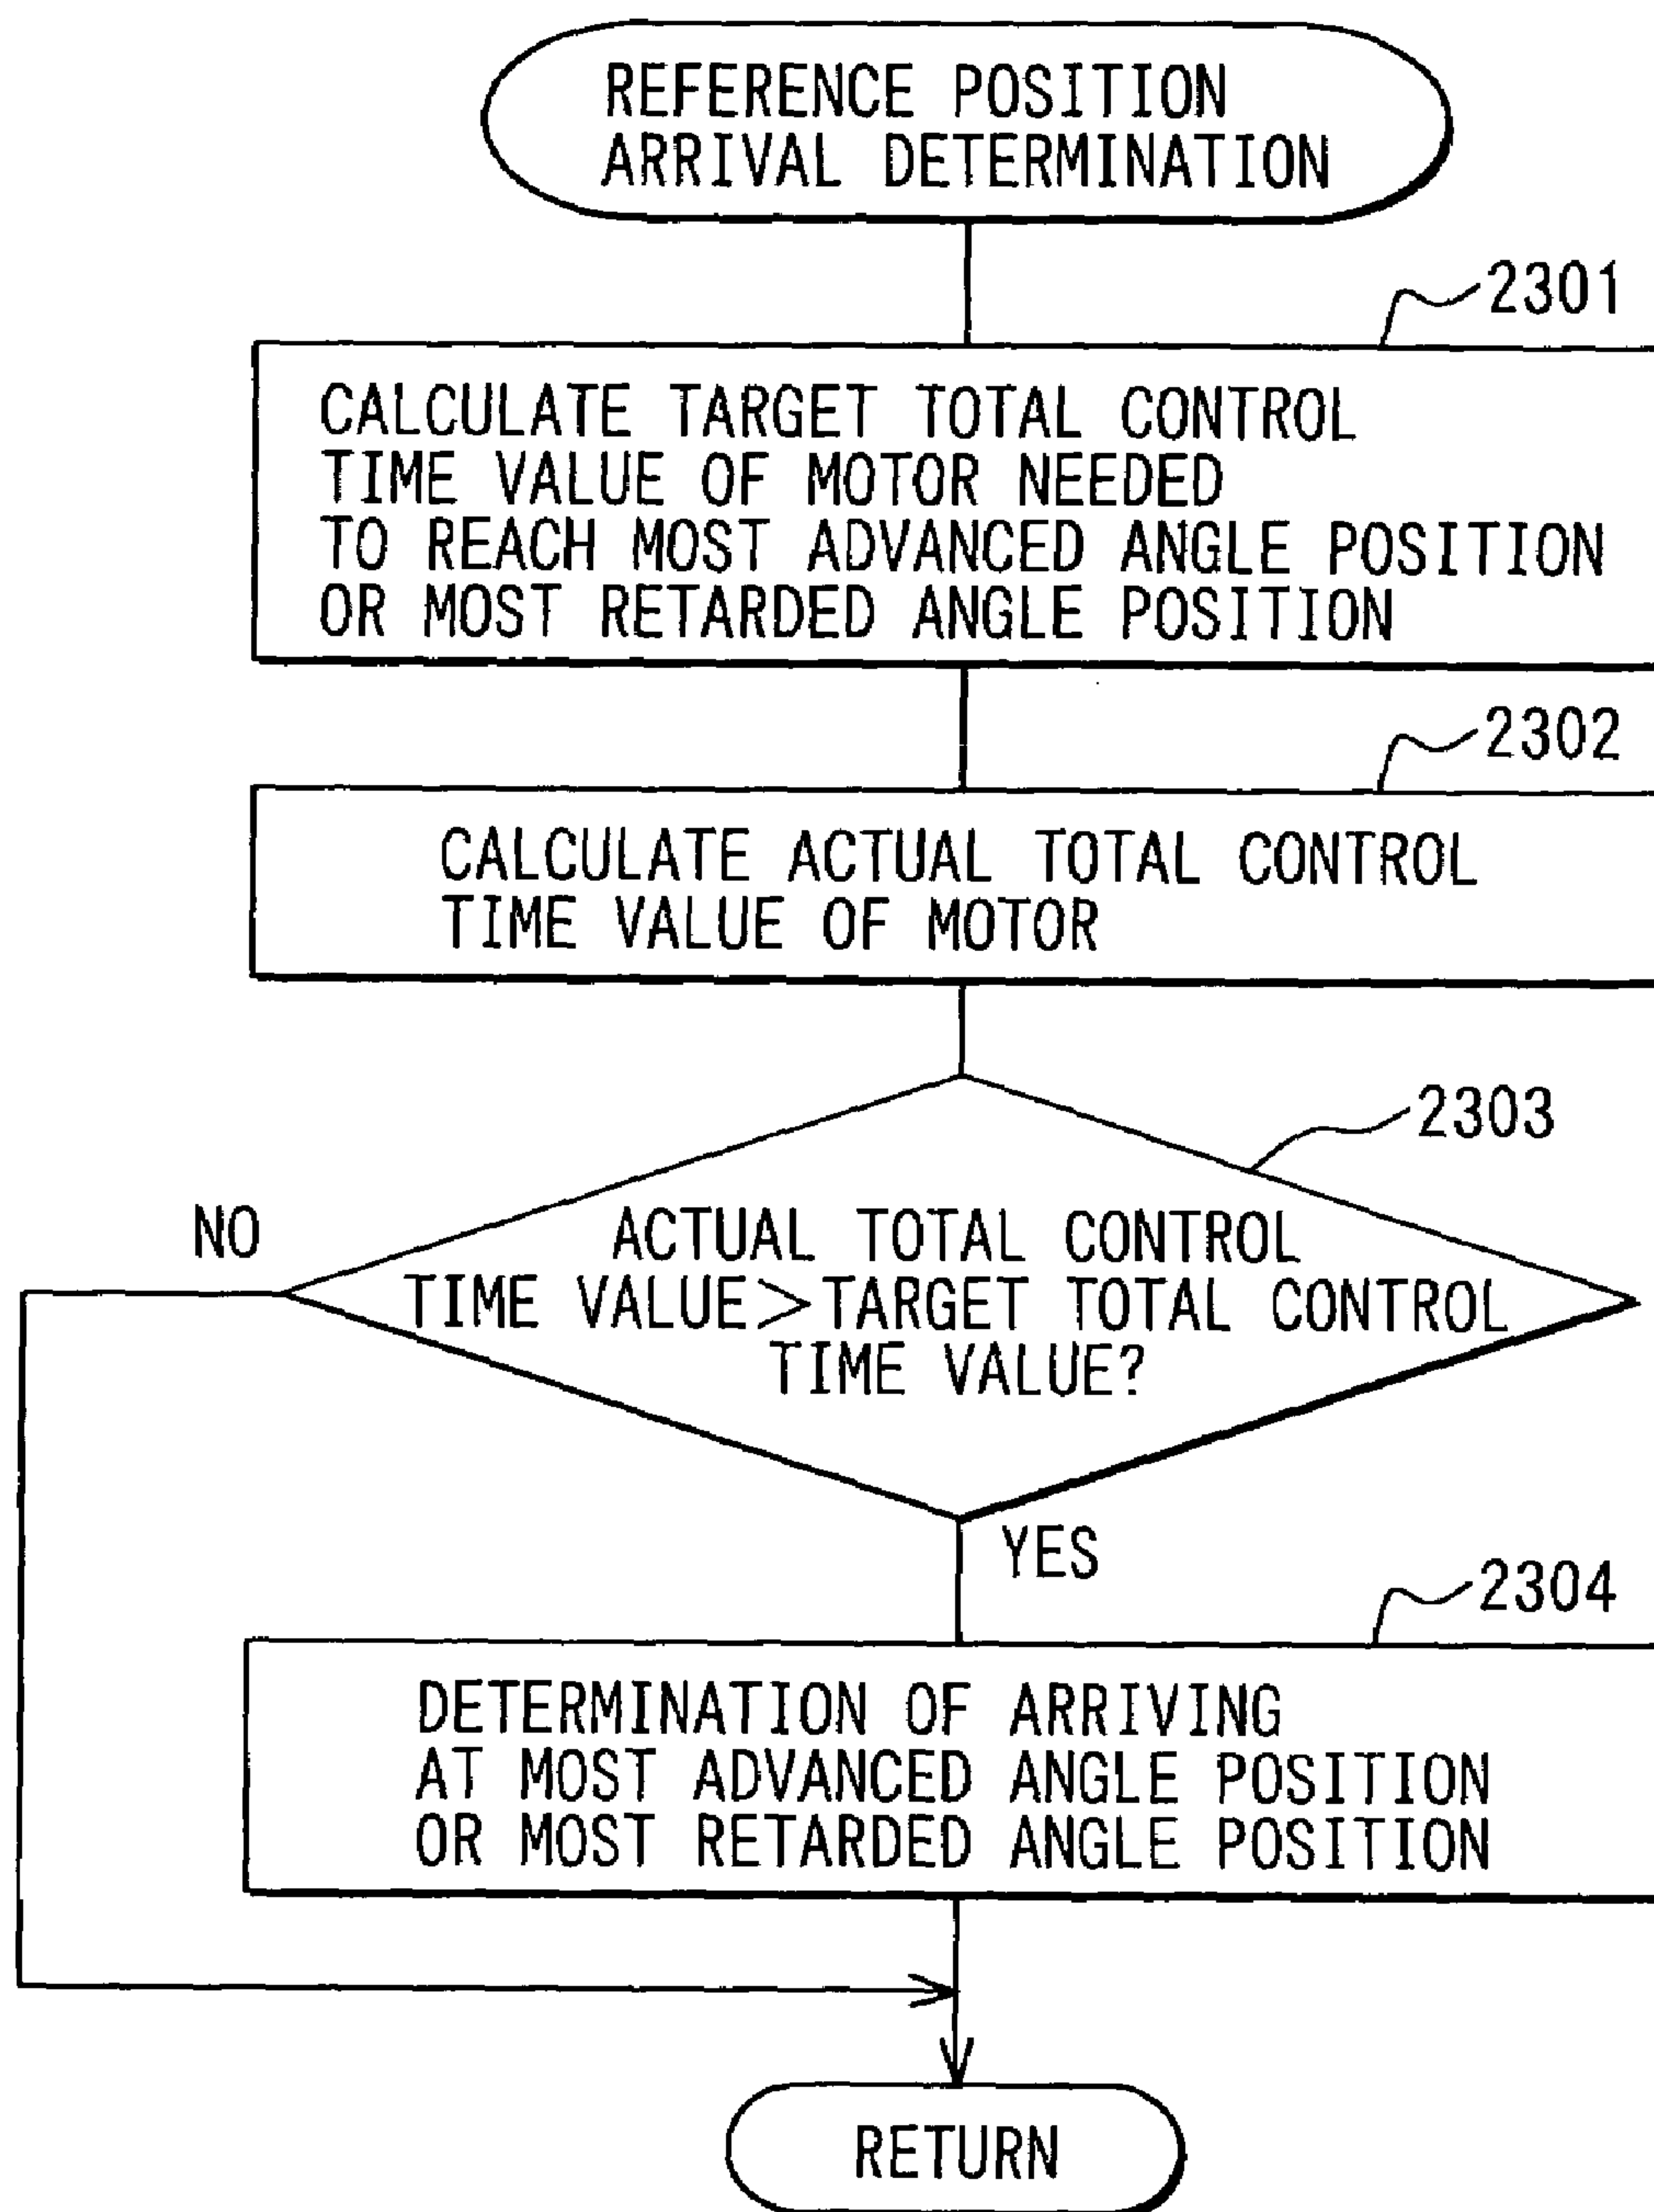 REFERENCE POSITION
ARRIVAL DETERMINATION
2301
CALCULATE TARGET TOTAL CONTROL
TIME VALUE OF MOTOR NEEDED
TO REACH MOST ADVANCED ANGLE POSITION
OR MOST RETARDED ANGLE POSITION
2302
CALCULATE ACTUAL TOTAL CONTROL
TIME VALUE OF MOTOR
2303
NO
ACTUAL TOTAL CONTROL
TIME VALUE>TARGET TOTAL CONTROL
TIME VALUE?
YES
2304
DETERMINATION OF ARRIVING
AT MOST ADVANCED ANGLE POSITION
OR MOST RETARDED ANGLE POSITION
RETURN